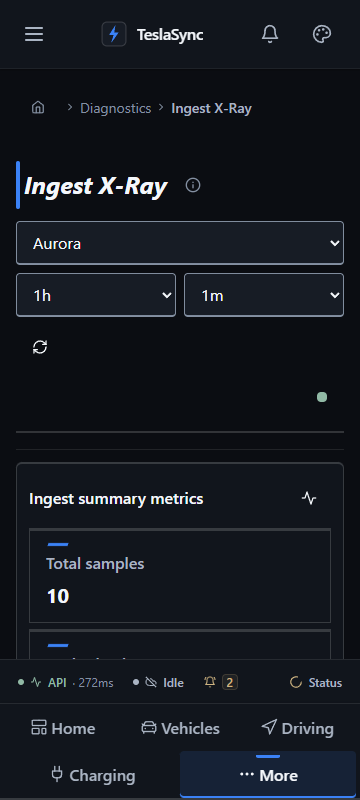 TeslaSync
Diagnostics > Ingest X-Ray
Ingest X-Ray
Aurora
1h 1m
Ingest summary metrics
Total samples
10
API · 272ms Idle 2 Status
Home Vehicles Driving
Charging ··· More